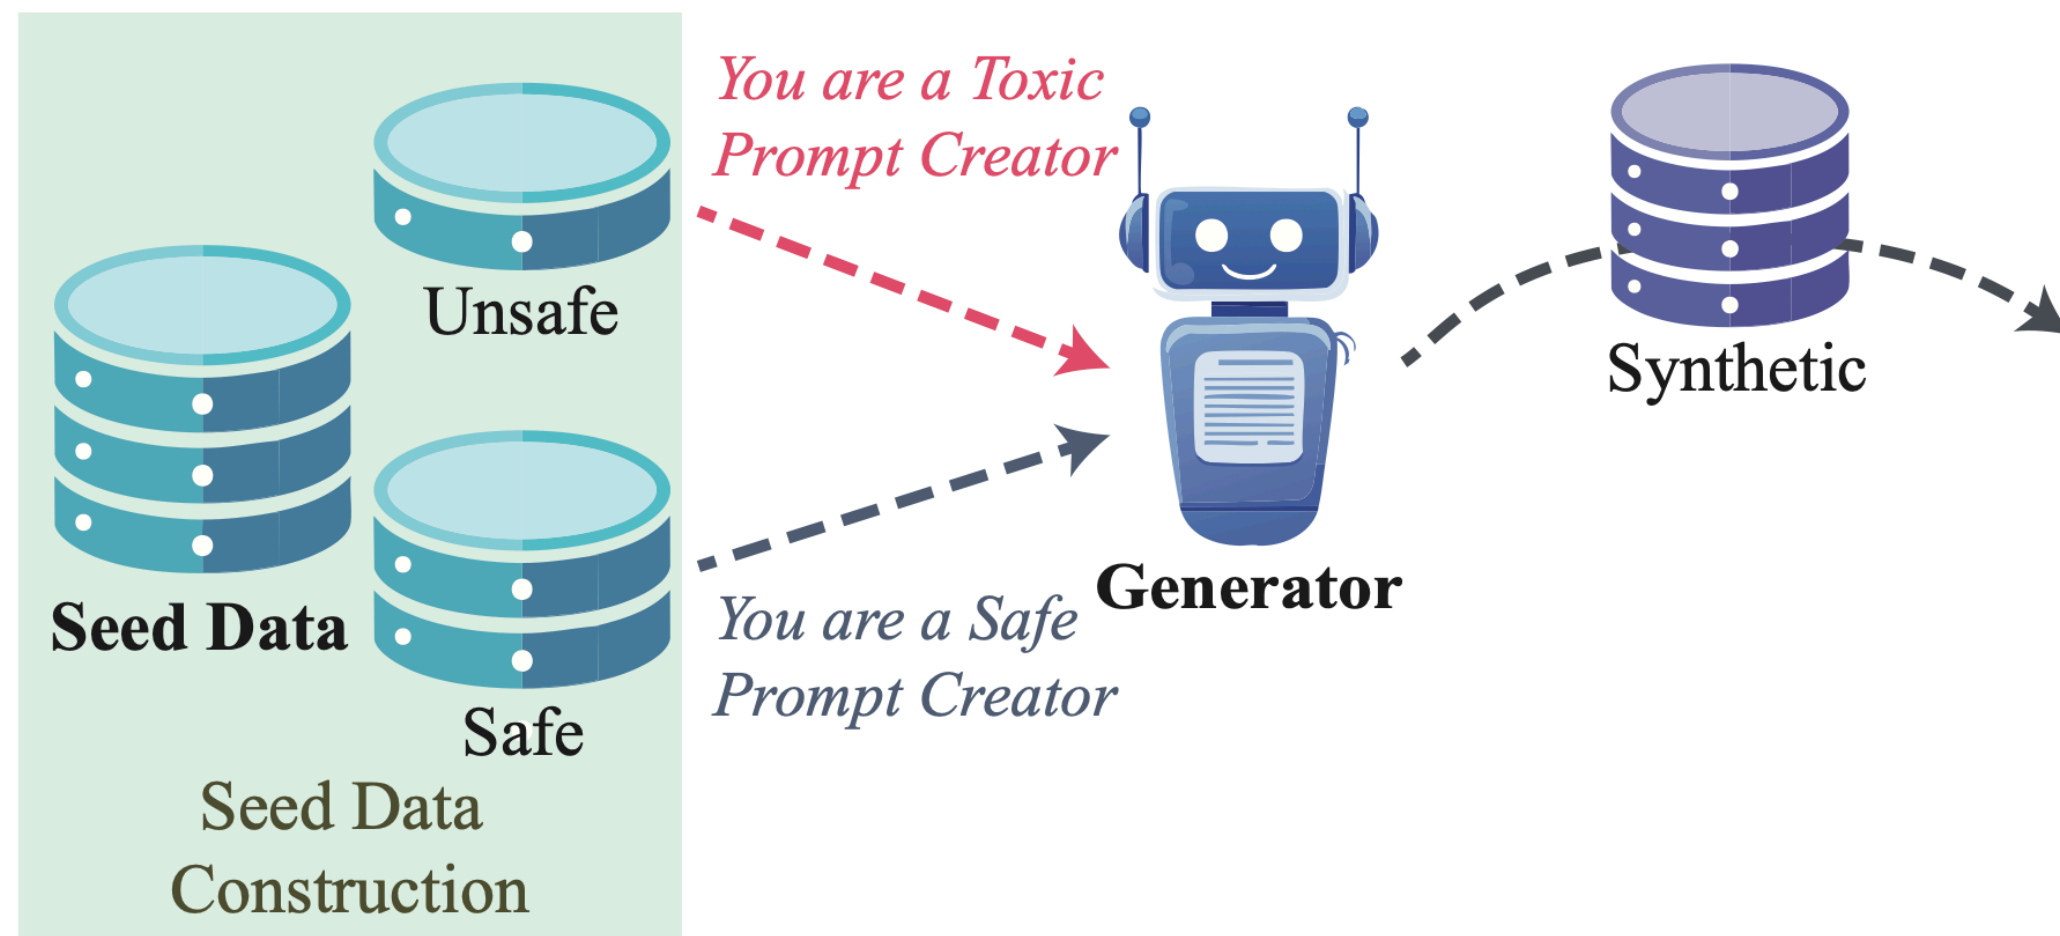 You are a Toxic
Prompt Creator
Unsafe
Synthetic
Seed Data
Generator
You are a Safe
Prompt Creator
Safe
Seed Data
Construction